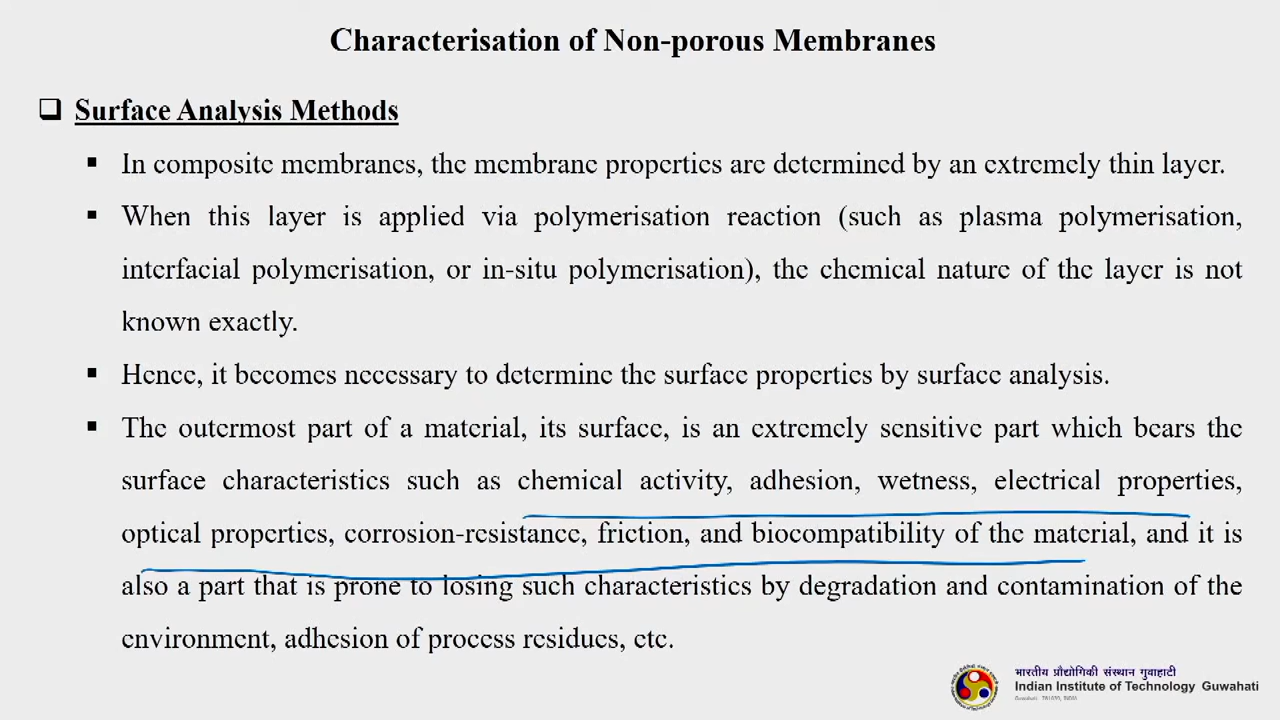 Characterisation of Non-porous Membranes
❑ Surface Analysis Methods
▪ In composite membranes, the membrane properties are determined by an extremely thin layer.
▪ When this layer is applied via polymerisation reaction (such as plasma polymerisation,
interfacial polymerisation, or in-situ polymerisation), the chemical nature of the layer is not
known exactly.
▪ Hence, it becomes necessary to determine the surface properties by surface analysis.
▪ The outermost part of a material, its surface, is an extremely sensitive part which bears the
surface characteristics such as chemical activity, adhesion, wetness, electrical properties,
optical properties, corrosion-resistance, friction, and biocompatibility of the material, and it is
also a part that is prone to losing such characteristics by degradation and contamination of the
environment, adhesion of process residues, etc.
भारतीय प्रौद्योगिकी संस्थान गुवाहाटी
Indian Institute of Technology Guwahati